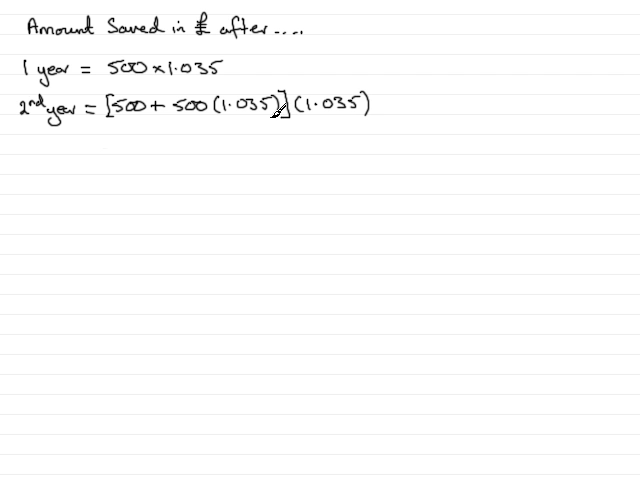 Amount Saved in £ after....
1 year = 500 × 1.035
2nd year = [500 + 500 (1.035)] (1.035)